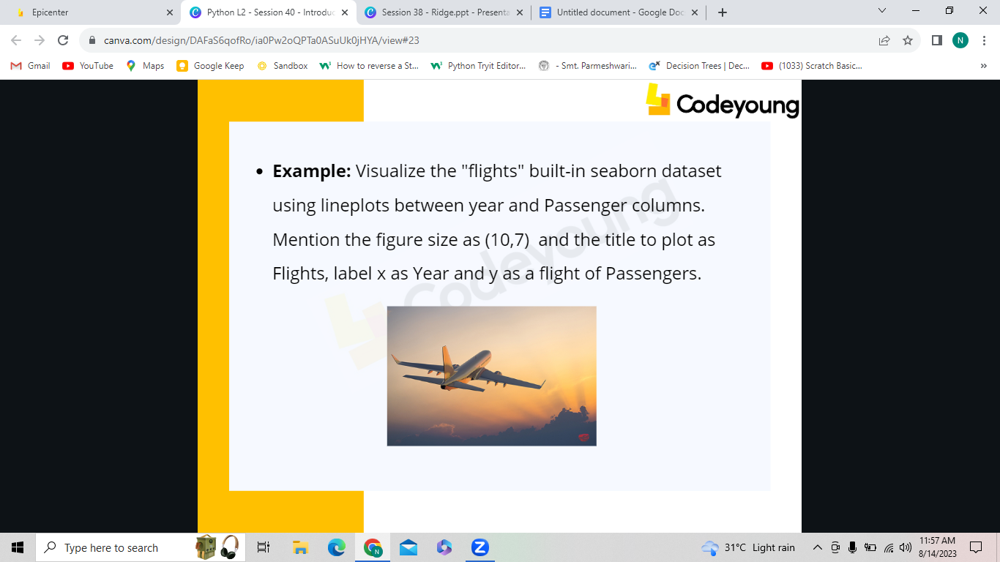 Epicenter
Python L2 - Session 40 - Introduc
Session 38 - Ridge.ppt - Presenta
Untitled document - Google Doc
canva.com/design/DAFaS6qofRo/ia0Pw2oQPTa0ASuUk0jHYA/view#23
N
Gmail
YouTube
Maps
Google Keep
Sandbox
How to reverse a St...
Python Tryit Editor...
- Smt. Parmeshwari...
Decision Trees | Dec...
(1033) Scratch Basic...
»
Codeyoung
• Example: Visualize the "flights" built-in seaborn dataset
using lineplots between year and Passenger columns.
Mention the figure size as (10,7) and the title to plot as
Flights, label x as Year and y as a flight of Passengers.
Codeyoung
Type here to search
31°C Light rain
11:57 AM
8/14/2023